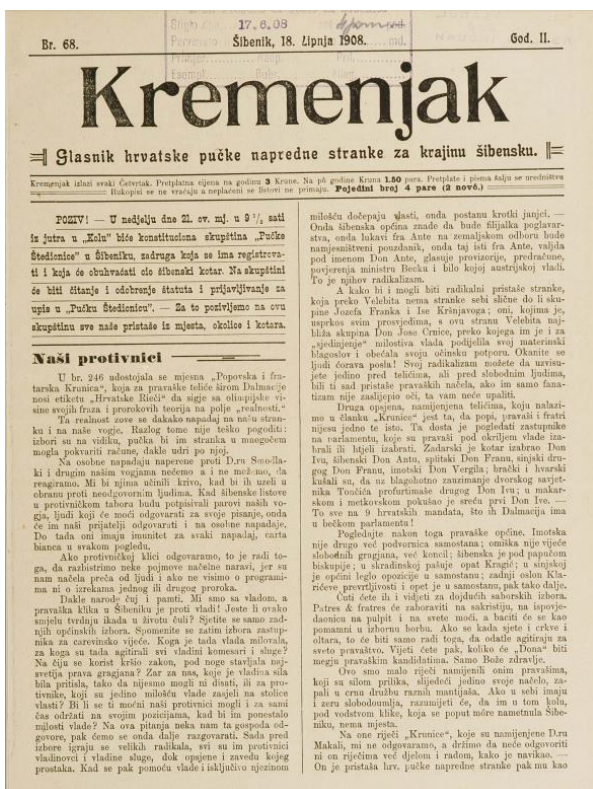 17.6.08
Br. 68.
Šibenik, 18. Lipnja 1908.
God. II.
Kremenjak
Glasnik hrvatske pučke napredne stranke za krajinu šibensku.
Kremenjak izlazi svaki Četvrtak. Pretplatna cijena na godinu 3 Krune. Na pô godine Kruna 1.50 para. Pretplate i pisma šalju se uredništvu
Rukopisi se ne vraćaju a neplaćeni se listovi ne primaju. Pojedini broj 4 pare (2 novč.)
POZIV! — U nedjelju dne 21. ov. mj. u 9 1/2 sati
iz jutra u „Kolu" biće konstituciona skupština „Pučke
Štedionice" u Šibeniku, zadruga koja se ima registrova-
ti i koja će obuhvaćati cio šibenski kotar. Na skupštini
će biti čitanje i odobrenje štatuta i prijavljivanje za
upis u „Pučku Štedionicu". — Za to pozivljemo na ovu
skupštinu sve naše pristaše iz mjesta, okolice i kotara.
Naši protivnici
U br. 246 udostojala se mjesna „Popovska i fra-
tarska Krunica", koja za pravaške teliće širom Dalmacije
nosi etiketu „Hrvatske Rieči" da sigje sa olimpijske vi-
sine svojih fraza i prorokovih teorija na polje „realnosti."
Ta realnost zove se dakako napadaj na našu stran-
ku i na naše vogje. Razlog tome nije teško pogoditi:
izbori su na vidiku, pučka bi im stranka u mnogečem
mogla pokvariti račune, dakle udri po njoj.
Na osobne napadaje naprene proti D.ru Smodla-
ki i drugim našim vogjama nećemo a i ne možemo, da
reagiramo. Mi bi njima učinili krivo, kad bi ih uzeli u
obranu proti neodgovornim ljudima. Kad šibenske listove
u protivničkom taboru budu potpisivali parovi naših vo-
gja, ljudi koji će moći odgovarati za svoje pisanje, onda
će im naši prijatelji odgovarati i na osobne napadaje.
Do tada oni imaju imunitet za svaki napadaj, carta
bianca u svakom pogledu.
Ako protivničkoj klici odgovaramo, to je radi to-
ga, da razbistrimo neke pojmove načelne naravi, jer su
nam načela preča od ljudi i ako ne visimo o programi-
ma ni o izrekama jednog ili drugog proroka.
Dakle narode čuj i pamti. Mi smo sa vladom, a
pravaška klika u Šibeniku je proti vladi! Jeste li ovako
smjelu tvrdnju ikada u životu čuli? Sjetite se samo zad-
njih općinskih izbora. Spomenite se zatim izbora zastup-
nika za carevinsko vijeće. Koga je tada vlada milovala,
za koga su tada agitirali svi vladini komesari i sluge?
Na čiju se korist kršio zakon, pod noge stavljala naj-
svetija prava gragjana? Zar za nas, koje je vladina sila
bila pritisla, tako da nijesmo mogli ni disati, ili za pro-
tivnike, koji su jedino milošću vlade zasjeli na stolice
vlasti? Bi li se ti moćni naši protivnici mogli i za sami
čas održati na svojim pozicijama, kad bi im ponestalo
milosti vlade? Na ova pitanja neka nam ta gospoda od-
govore, pak ćemo se onda dalje razgovarati. Sada pred
izbore igraju se velikih radikala, svi su im protivnici
vladinovci i vladine sluge, dok opsjene i zavedu kojeg
prostaka. Kad se pak pomoću vlade i isključivo njezinom
milošću dočepaju vlasti, onda postanu krotki janjci. —
Onda šibenska općina znade da bude filijalka poglavar-
stva, onda lukavi fra Ante na zemaljskom odboru bude
namjesništveni pouzdanik, onda taj isti fra Ante, valjda
pod imenom Don Ante, glasuje provizorije, predračune,
povjerenja ministru Becku i bilo kojoj austrijskoj vladi.
To je njihov radikalizam.
A kako bi i mogli biti radikalni pristaše stranke,
koja preko Velebita nema stranke sebi slične do li sku-
pine Jozefa Franka i Ise Kršnjavoga; oni, kojima je,
usprkos svim prosvjedima, s ovu stranu Velebita naj-
bliža skupina Don Jose Crnice, preko kojega im je i za
„sjedinjenje" milostiva vlada podijelila svoj materinski
blagoslov i obećala svoju očinsku potporu. Okanite se
ljudi ćorava posla! Svoj radikalizam možete da uzvisu-
jete jedino pred telićima, ali pred slobodnim ljudima,
bili ti sad pristaše pravaških načela, ako im samo fana-
tizam nije zaslijepio oči, ta vam neće upaliti.
Druga opsjena, namijenjena telićima, koju nalazi-
mo u članku „Krunice" jest ta, da popi, pravaši i fratri
nijesu jedno te isto. Ta dosta je pogledati zastupnike
na parlamentu, koje su pravaši pod okriljem vlade iza-
brali ili htjeli izabrati. Zadarski je kotar izabrao Don
Ivu, šibenski Don Antu, splitski Don Franu, sinjski dru-
gog Don Franu, imotski Don Vergila; brački i hvarski
kušali su, da uz blagohotno zauzimanje dvorskog savjet-
nika Tončića profurtimate drugog Don Ivu; u makar-
skom i metkovskom pokušao je sreću prvi Don Ive. —
To sve na 9 hrvatskih mandata, što ih Dalmacija ima
u bečkom parlamentu!
Pogledajte nakon toga pravaške općine. Imotska
nije drugo već podvornica samostana; omiška nije vijeće
slobodnih gragjana, već koncil; šibenska je pod papučom
biskupije; u skradinskoj pašuje opat Kragić; u sinjskoj
je općini leglo opozicije u samostanu; zadnji oslon Kla-
rićeve prevrtljivosti i opet je u samostanu, pak tako dalje.
Čuti ćete ih i vidjeti za dojdućih saborskih izbora.
Patres & fratres će zaboraviti na sakristiju, na ispovje-
daonicu na pulpit i na svete moći, a baciti će se kao
pomamni u izbornu borbu. Ako se kada sjete i crkve i
oltara, to će biti samo radi toga, da odatle agitiraju za
sveto pravaštvo. Vijeti ćete pak, koliko će „Dona" biti
megju pravaškim kandidatima. Samo Bože zdravlje.
Ovo smo malo riječi namijenili onim pravašima,
koji su silom prilika, slijedeći jedino svoje načelo, za-
pali u crnu družbu raznih mantijaša. Ako u sebi imaju
i zeru slobodoumlja, razumijeti će, da im u tom kolu,
pod vodstvom klike, koja se poput môre nametnula Šibe-
niku, nema mjesta.
Na one riječi „Krunice", koje su namijenjene D.ru
Makali, mi ne odgovaramo, a držimo da neće odgovoriti
ni on riječima već djelom i radom, kako je navikao. —
On je pristaša hrv. pučke napredne stranke pak mu kao